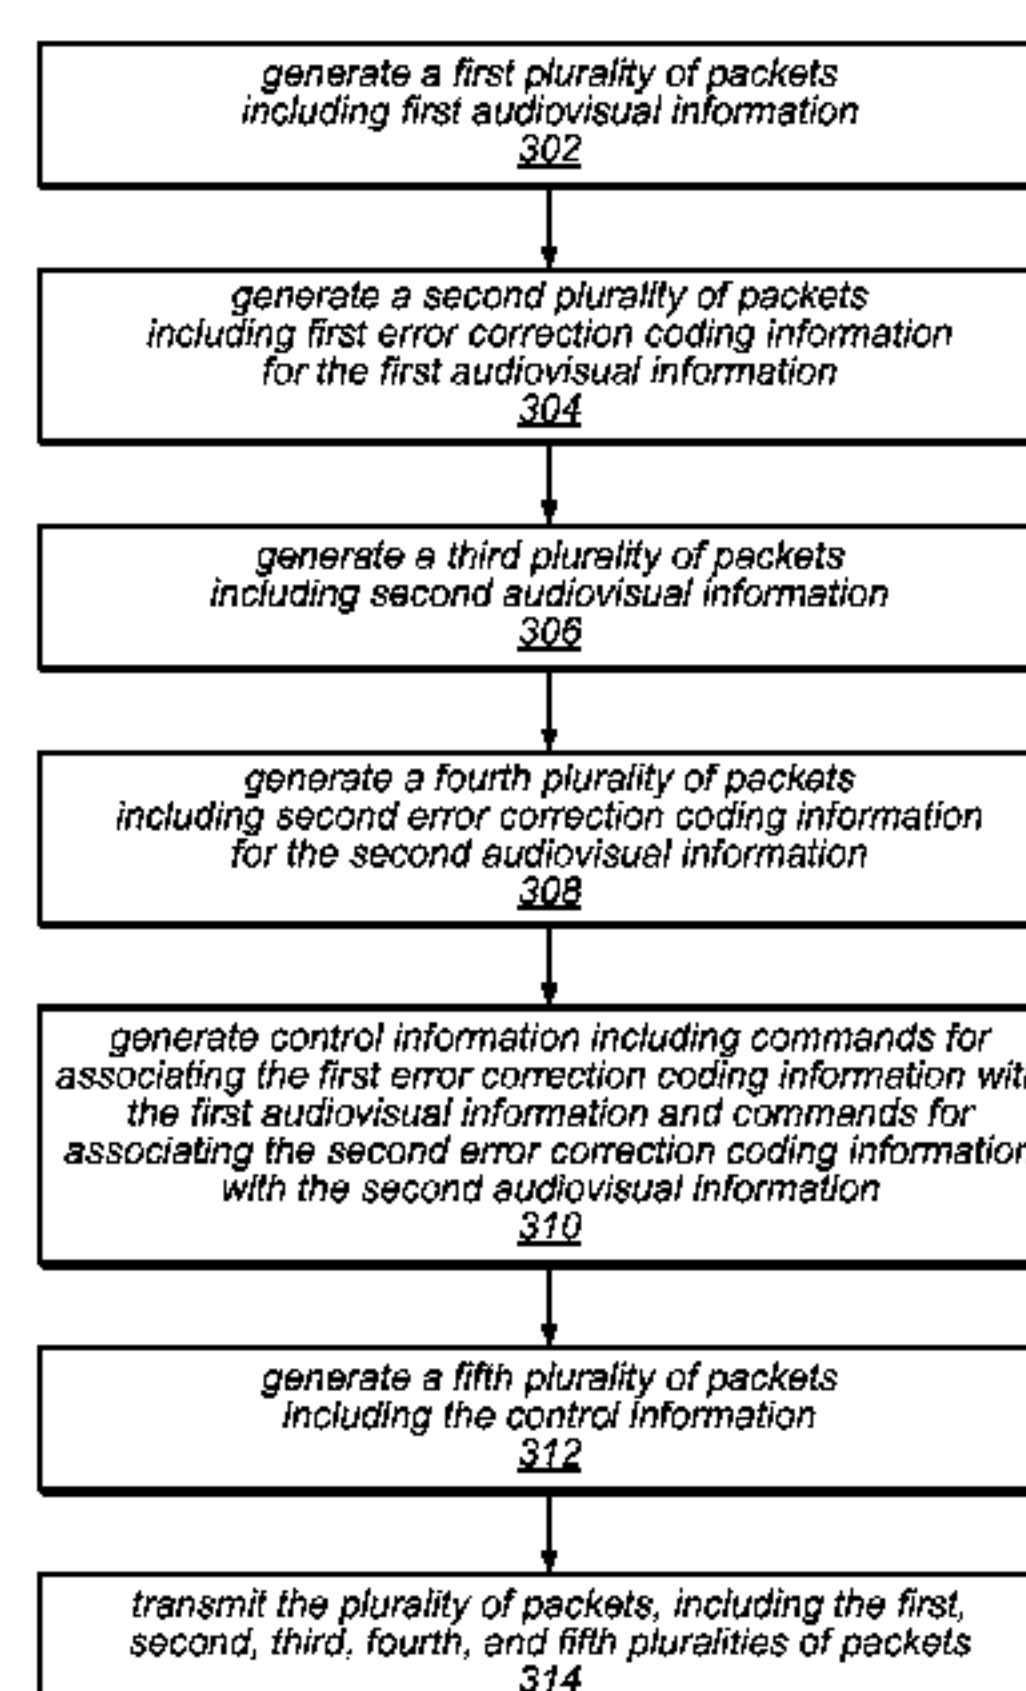 generate a first plurality of packets
including first audiovisual information
302
generate a second plurality of packets
including first error correction coding information
for the first audiovisual information
304
generate a third plurality of packets
including second audiovisual information
306
generate a fourth plurality of packets
including second error correction coding information
for the second audiovisual information
308
generate control information including commands for
associating the first error correction coding information with
the first audiovisual information and commands for
associating the second error correction coding information
with the second audiovisual information
310
generate a fifth plurality of packets
including the control information
312
transmit the plurality of packets, including the first,
second, third, fourth, and fifth pluralities of packets
314